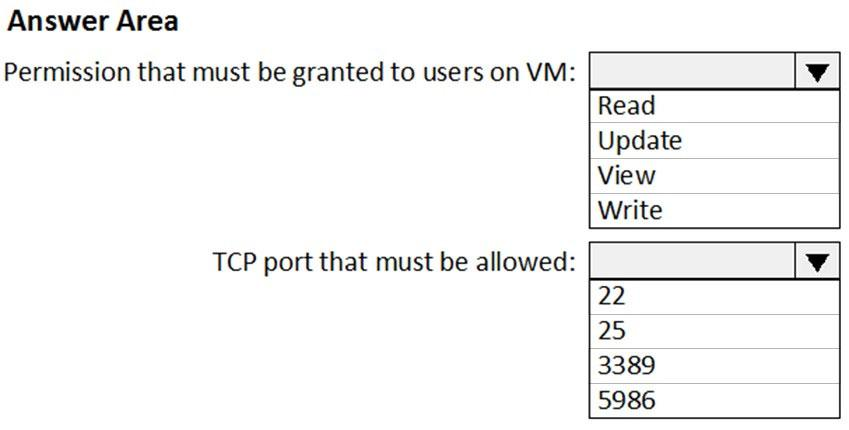 Answer Area
Permission that must be granted to users on VM:
Read
Update
View
Write
TCP port that must be allowed:
22
25
3389
5986